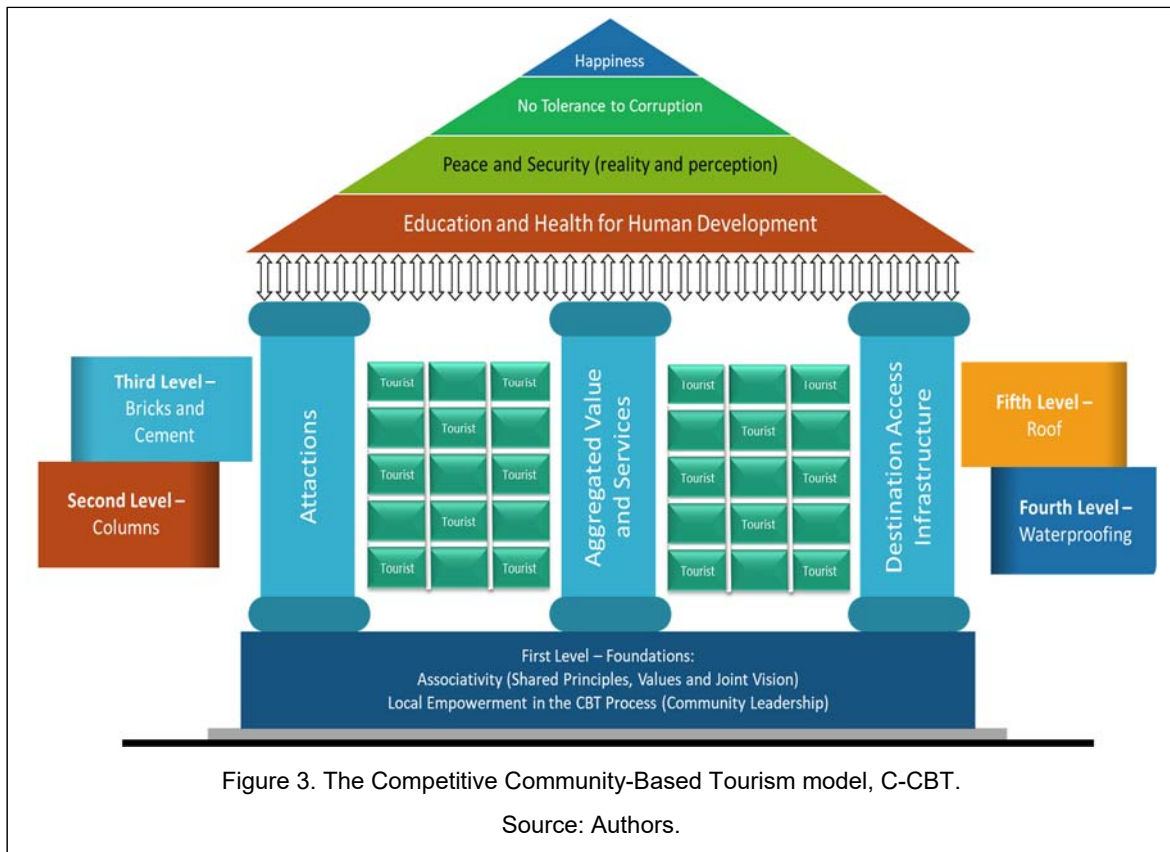 Happiness
No Tolerance to Corruption
Peace and Security (reality and perception)
Education and Health for Human Development
Third Level –
Bricks and
Cement
Second Level –
Columns
Attactions
Tourist Tourist
Tourist
Tourist Tourist
Tourist
Tourist Tourist
Aggregated Value
and Services
Tourist Tourist
Tourist
Tourist Tourist
Tourist
Tourist Tourist
Destination Access
Infrastructure
Fifth Level –
Roof
Fourth Level –
Waterproofing
First Level – Foundations:
Associativity (Shared Principles, Values and Joint Vision)
Local Empowerment in the CBT Process (Community Leadership)
Figure 3. The Competitive Community-Based Tourism model, C-CBT.
Source: Authors.